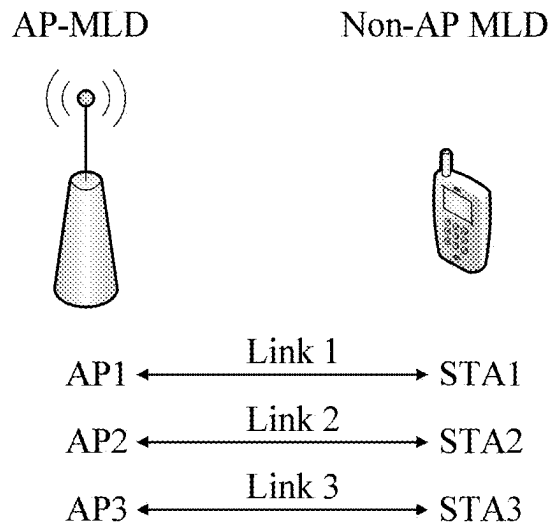 AP-MLD Non-AP MLD
Link 1
AP1 STA1
Link 2
AP2 STA2
Link 3
AP3 STA3